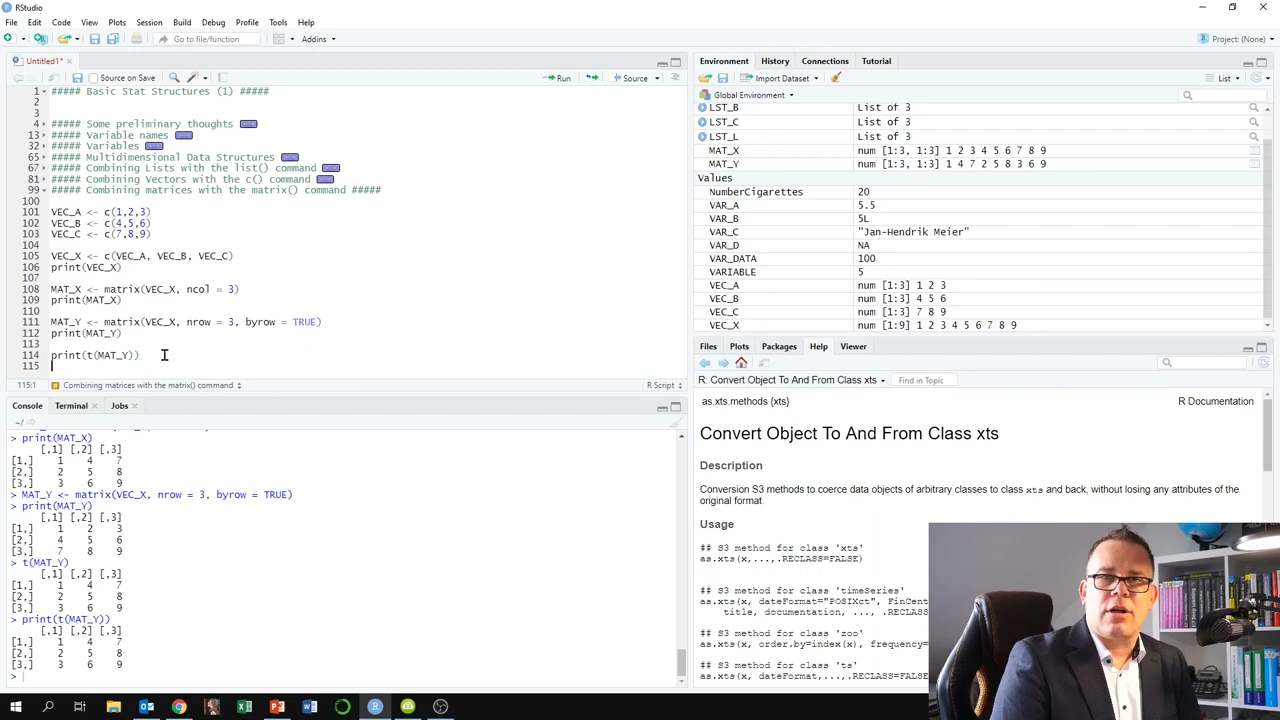 RStudio
File Edit Code View Plots Session Build Debug Profile Tools Help
Go to file/function Addins Project: (None)
Untitled1*
Source on Save Run Source
1 ##### Basic Stat Structures (1) #####
2
3
4 ##### Some preliminary thoughts
13 ##### Variable names
32 ##### Variables
65 ##### Multidimensional Data Structures
67 ##### Combining Lists with the list() command
81 ##### Combining Vectors with the c() command
99 ##### Combining matrices with the matrix() command #####
100
101 VEC_A <- c(1,2,3)
102 VEC_B <- c(4,5,6)
103 VEC_C <- c(7,8,9)
104
105 VEC_X <- c(VEC_A, VEC_B, VEC_C)
106 print(VEC_X)
107
108 MAT_X <- matrix(VEC_X, ncol = 3)
109 print(MAT_X)
110
111 MAT_Y <- matrix(VEC_X, nrow = 3, byrow = TRUE)
112 print(MAT_Y)
113
114 print(t(MAT_Y))
115
115:1 Combining matrices with the matrix() command R Script
Console Terminal Jobs
~/
> print(MAT_X)
[,1] [,2] [,3]
[1,] 1 4 7
[2,] 2 5 8
[3,] 3 6 9
> MAT_Y <- matrix(VEC_X, nrow = 3, byrow = TRUE)
> print(MAT_Y)
[,1] [,2] [,3]
[1,] 1 2 3
[2,] 4 5 6
[3,] 7 8 9
> t(MAT_Y)
[,1] [,2] [,3]
[1,] 1 4 7
[2,] 2 5 8
[3,] 3 6 9
> print(t(MAT_Y))
[,1] [,2] [,3]
[1,] 1 4 7
[2,] 2 5 8
[3,] 3 6 9
>
Environment History Connections Tutorial
Import Dataset List
Global Environment
LST_B List of 3
LST_C List of 3
LST_L List of 3
MAT_X num [1:3, 1:3] 1 2 3 4 5 6 7 8 9
MAT_Y num [1:3, 1:3] 1 4 7 2 5 8 3 6 9
Values
NumberCigarettes 20
VAR_A 5.5
VAR_B 5L
VAR_C "Jan-Hendrik Meier"
VAR_D NA
VAR_DATA 100
VARIABLE 5
VEC_A num [1:3] 1 2 3
VEC_B num [1:3] 4 5 6
VEC_C num [1:3] 7 8 9
VEC_X num [1:9] 1 2 3 4 5 6 7 8 9
Files Plots Packages Help Viewer
R: Convert Object To And From Class xts Find in Topic
as.xts.methods {xts} R Documentation
Convert Object To And From Class xts
Description
Conversion S3 methods to coerce data objects of arbitrary classes to class xts and back, without losing any attributes of the
original format.
Usage
## S3 method for class 'xts'
as.xts(x,...,.RECLASS=FALSE)
## S3 method for class 'timeSeries'
as.xts(x, dateFormat="POSIXct", FinCen
title, documentation, ..., .RECLASS
## S3 method for class 'zoo'
as.xts(x, order.by=index(x), frequency=
## S3 method for class 'ts'
as.xts(x, dateFormat,...,.RECLASS=FALSE